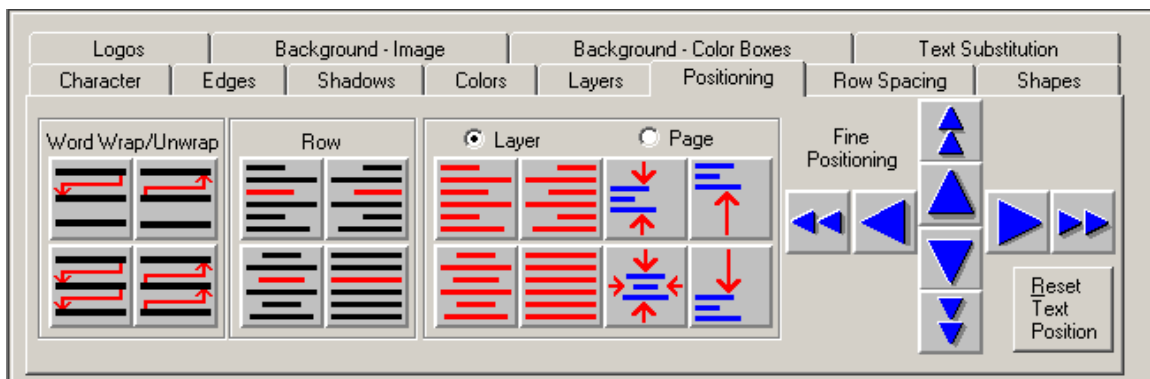 Logos
Background - Image
Background - Color Boxes
Text Substitution
Character
Edges
Shadows
Colors
Layers
Positioning
Row Spacing
Shapes
Word Wrap/Unwrap
Row
Layer
Page
Fine
Positioning
Reset
Text
Position